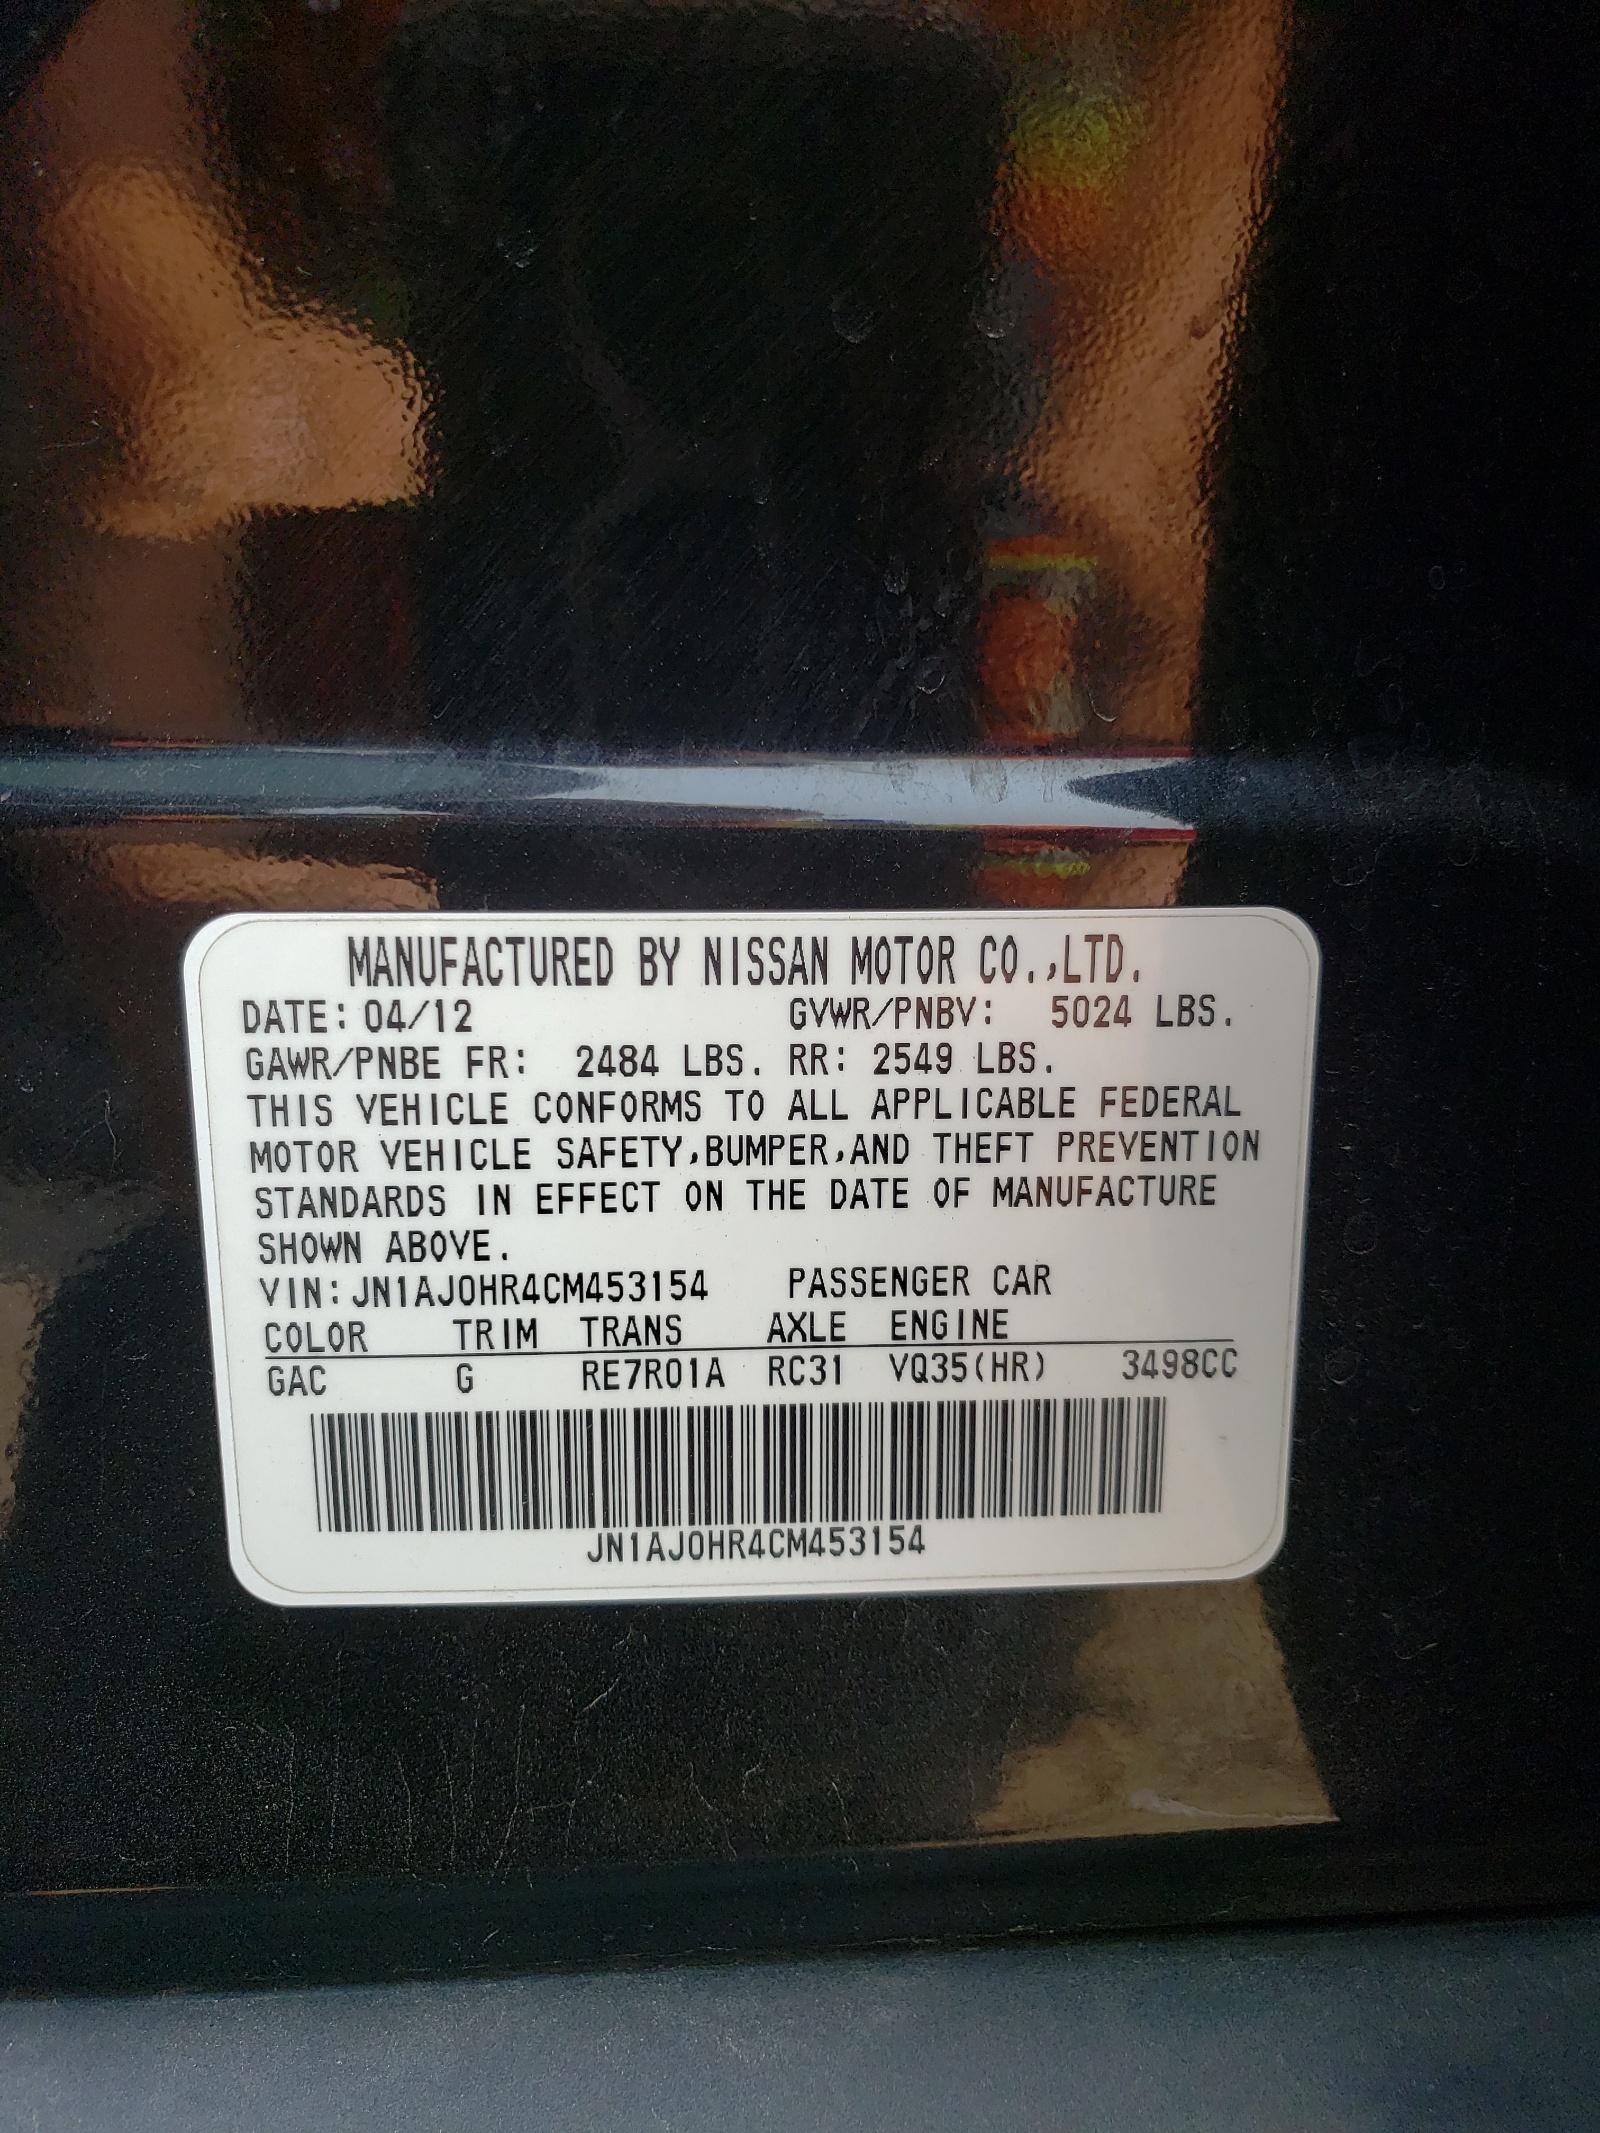 MANUFACTURED BY NISSAN MOTOR CO.,LTD.
DATE: 04/12 GVWR/PNBV: 5024 LBS.
GAWR/PNBE FR: 2484 LBS. RR: 2549 LBS.
THIS VEHICLE CONFORMS TO ALL APPLICABLE FEDERAL
MOTOR VEHICLE SAFETY,BUMPER,AND THEFT PREVENTION
STANDARDS IN EFFECT ON THE DATE OF MANUFACTURE
SHOWN ABOVE.
VIN:JN1AJ0HR4CM453154 PASSENGER CAR
COLOR TRIM TRANS AXLE ENGINE
GAC G RE7R01A RC31 VQ35(HR) 3498CC
JN1AJ0HR4CM453154